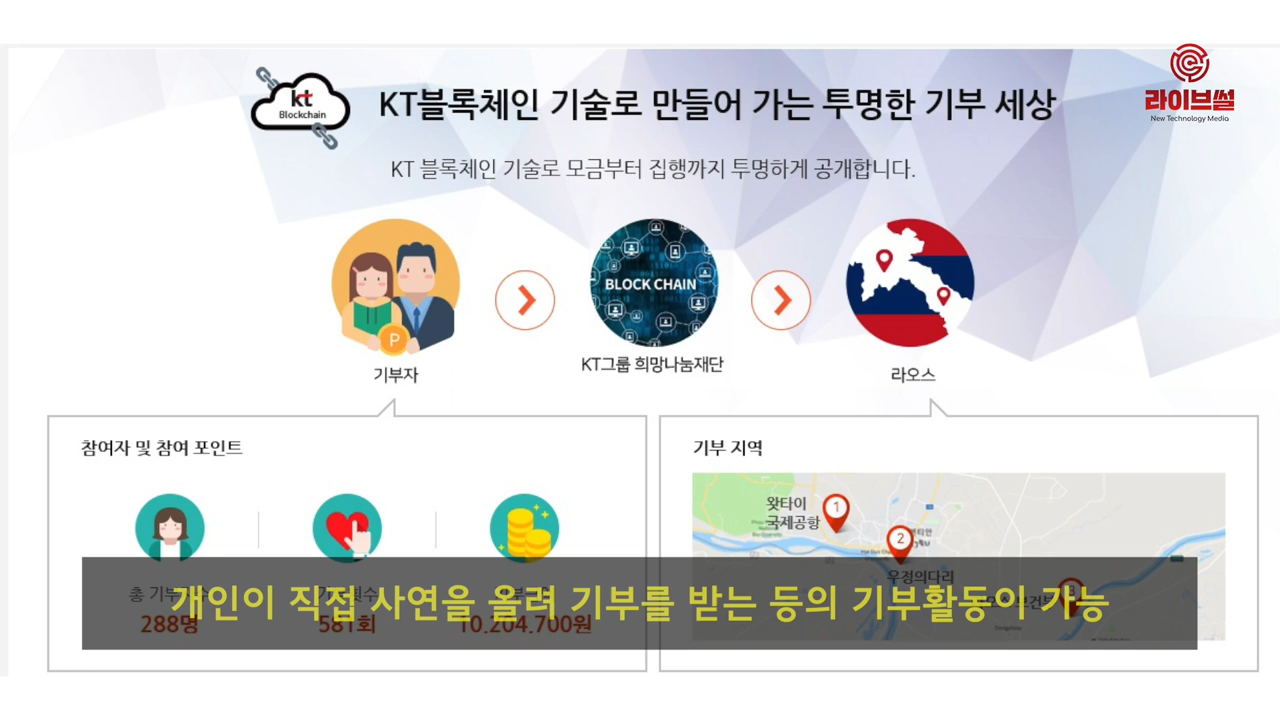 kt
Blockchain
KT블록체인 기술로 만들어 가는 투명한 기부 세상
라이브썰
New Technology Media
KT 블록체인 기술로 모금부터 집행까지 투명하게 공개합니다.
P
BLOCK CHAIN
기부자
KT그룹 희망나눔재단
라오스
참여자 및 참여 포인트
기부 지역
왓타이
국제공항
1
2
우정의다리
3
총
288명
581회
10.204.700원
개인이 직접 사연을 올려 기부를 받는 등의 기부활동이 가능